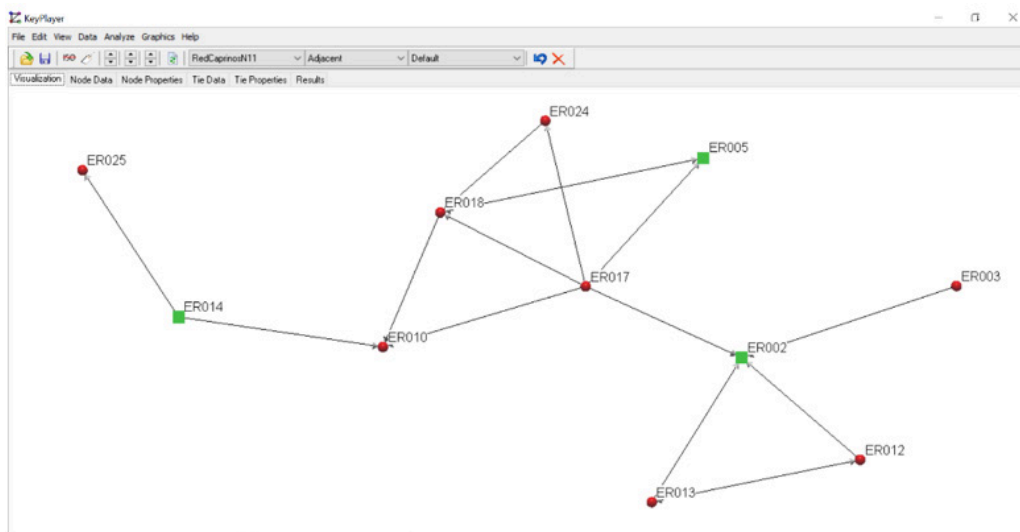 KeyPlayer
File Edit View Data Analyze Graphics Help
ISO RedCaprinosN11 Adjacent Default
Visualization Node Data Node Properties Tie Data Tie Properties Results
ER024
ER005
ER025
ER018
ER017
ER003
ER014
ER010
ER002
ER012
ER013